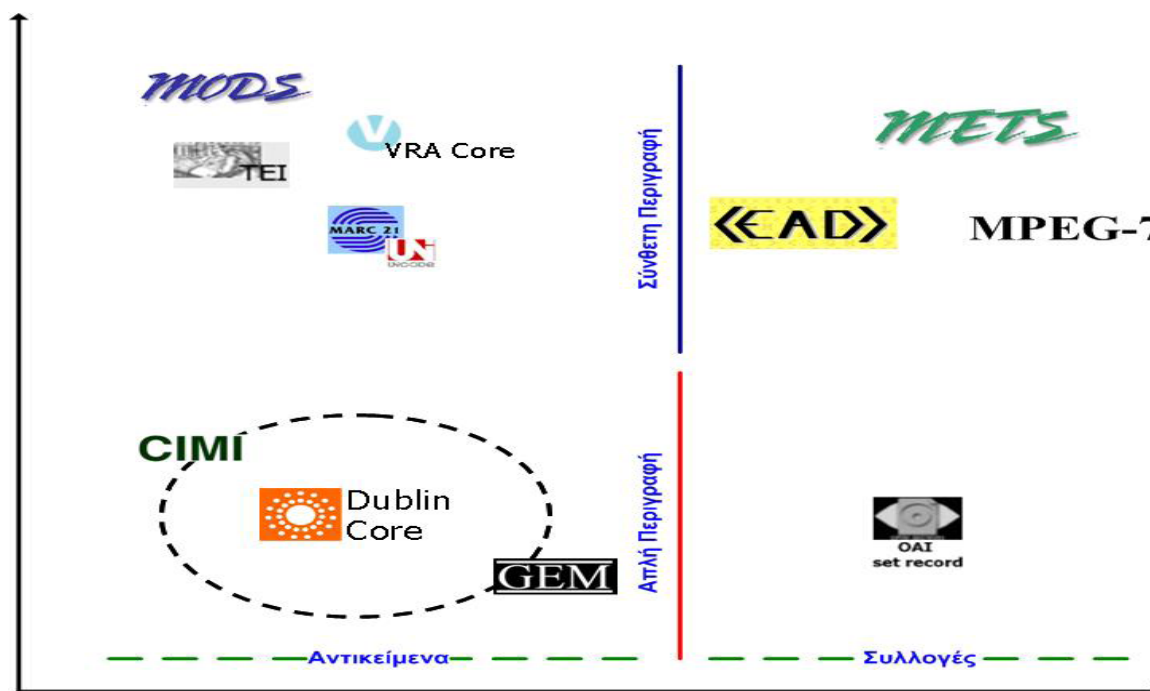 MODS
METS
VRA Core
TEI
MARC 21
UNICODE
EAD
MPEG-7
Σύνθετη Περιγραφή
CIMI
Dublin
Core
GEM
Απλή Περιγραφή
OAI
set record
Αντικείμενα
Συλλογές